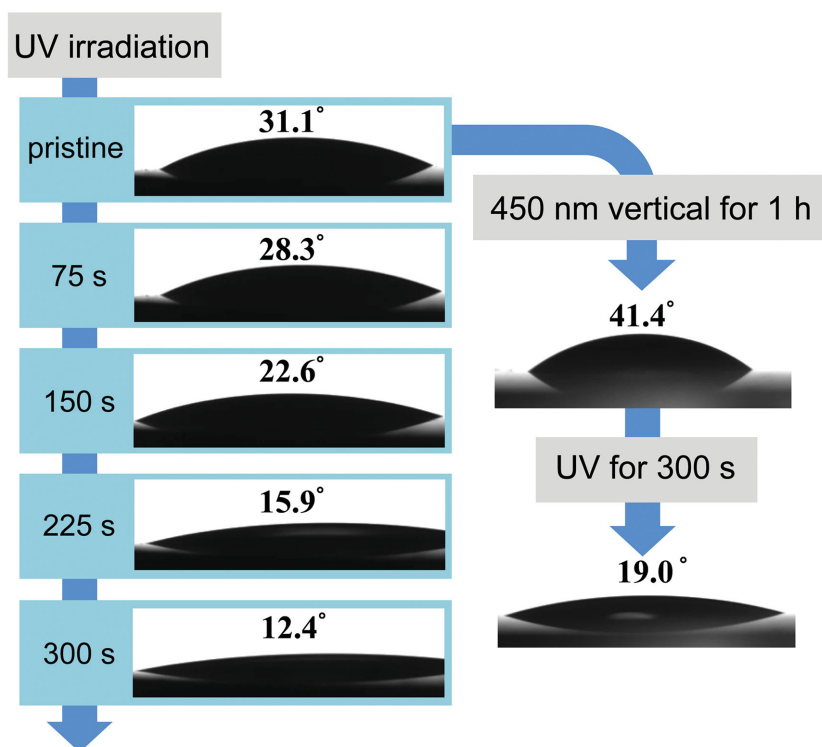 UV irradiation
pristine
31.1°
75 s
28.3°
150 s
22.6°
225 s
15.9°
300 s
12.4°
450 nm vertical for 1 h
41.4°
UV for 300 s
19.0°